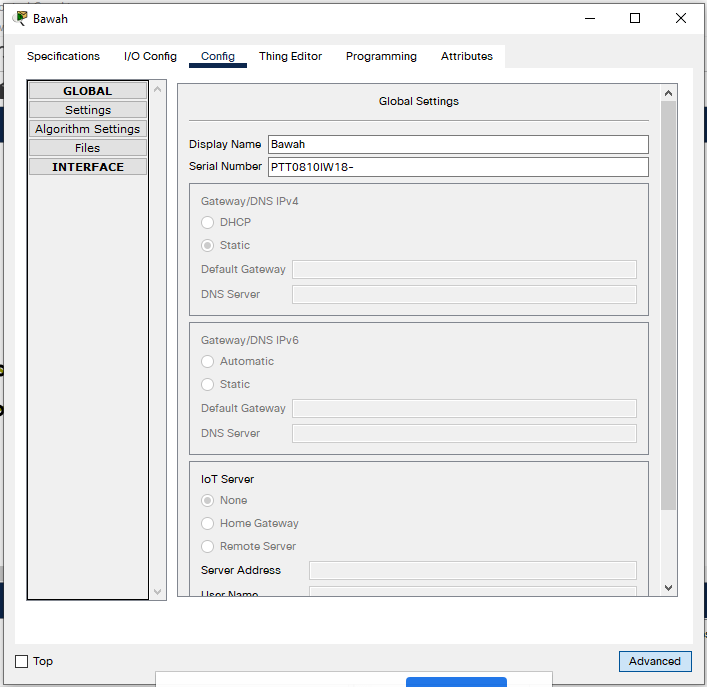 Bawah
Specifications I/O Config Config Thing Editor Programming Attributes
GLOBAL
Settings
Algorithm Settings
Files
INTERFACE
Global Settings
Display Name Bawah
Serial Number PTT0810IW18-
Gateway/DNS IPv4
DHCP
Static
Default Gateway
DNS Server
Gateway/DNS IPv6
Automatic
Static
Default Gateway
DNS Server
IoT Server
None
Home Gateway
Remote Server
Server Address
User Name
Top
Advanced